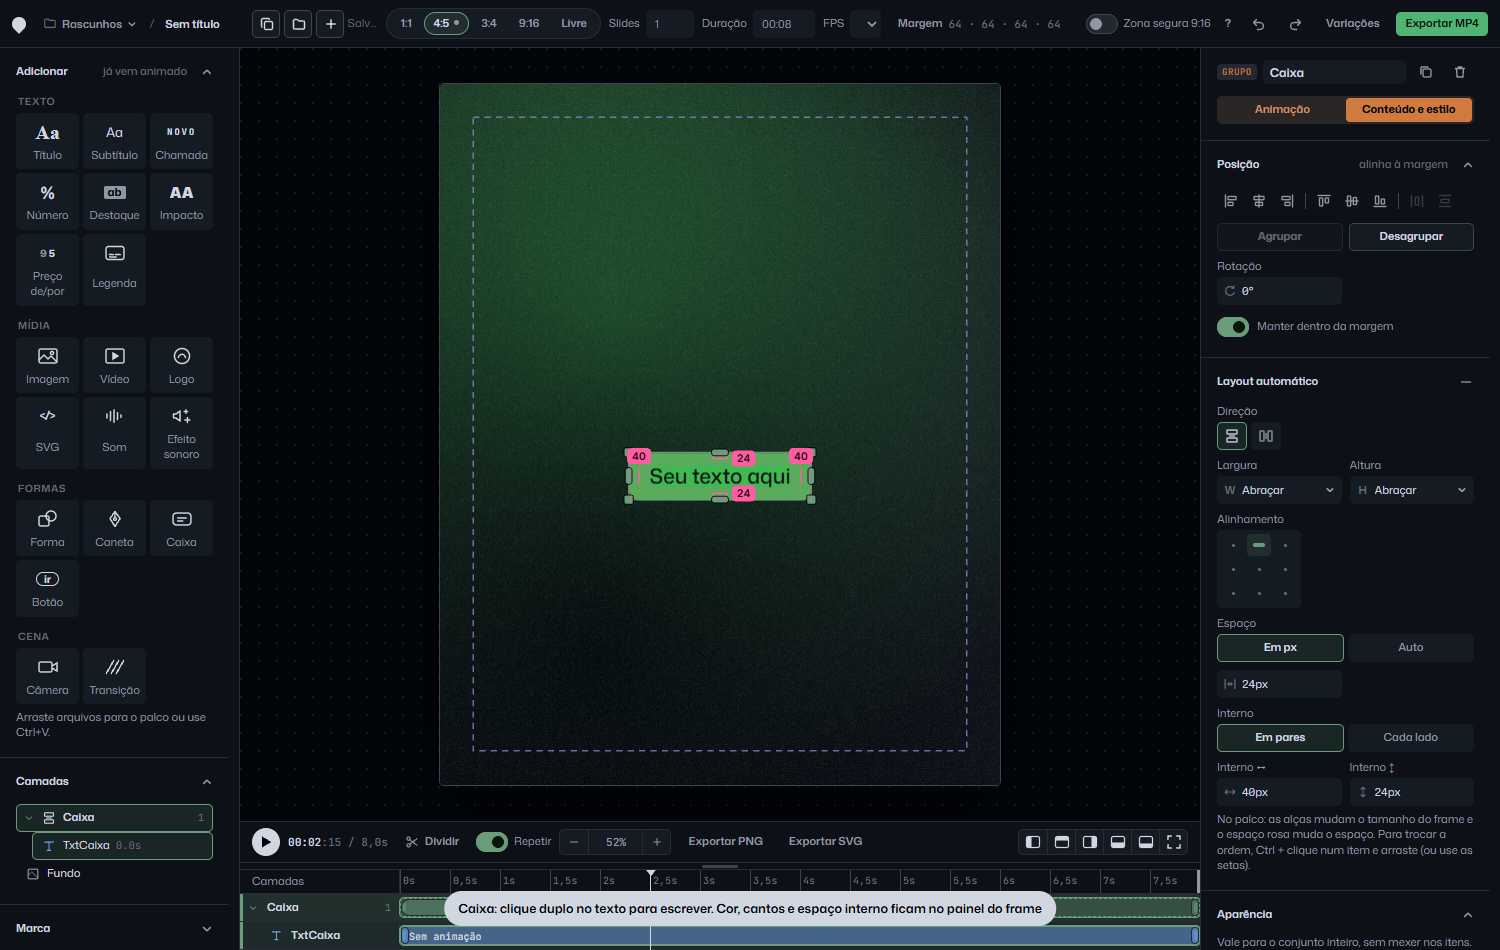 Rascunhos / Sem título Salv... 1:1 4:5 3:4 9:16 Livre Slides 1 Duração 00:08 FPS Margem 64 · 64 · 64 · 64 Zona segura 9:16 ? Variações Exportar MP4
Adicionar já vem animado
TEXTO
Aa Aa NOVO
Título Subtítulo Chamada
% ab AA
Número Destaque Impacto
95
Preço de/por Legenda
MÍDIA
Imagem Vídeo Logo
</>
SVG Som Efeito sonoro
FORMAS
Forma Caneta Caixa
ir
Botão
CENA
Câmera Transição
Arraste arquivos para o palco ou use
Ctrl+V.
Camadas
Caixa 1
TxtCaixa 0.0s
Fundo
Marca
40 24 40
Seu texto aqui
24
00:02:15 / 8,0s Dividir Repetir − 52% + Exportar PNG Exportar SVG
Camadas 0s 0,5s 1s 1,5s 2s 2,5s 3s 3,5s 4s 4,5s 5s 5,5s 6s 6,5s 7s 7,5s
Caixa 1
Caixa: clique duplo no texto para escrever. Cor, cantos e espaço interno ficam no painel do frame
TxtCaixa Sem animação
GRUPO Caixa
Animação Conteúdo e estilo
Posição alinha à margem
Agrupar Desagrupar
Rotação
0°
Manter dentro da margem
Layout automático
Direção
Largura Altura
W Abraçar H Abraçar
Alinhamento
Espaço
Em px Auto
24px
Interno
Em pares Cada lado
Interno ↔ Interno ↕
40px 24px
No palco: as alças mudam o tamanho do frame e
o espaço rosa muda o espaço. Para trocar a
ordem, Ctrl + clique num item e arraste (ou use as
setas).
Aparência
Vale para o conjunto inteiro, sem mexer nos itens.